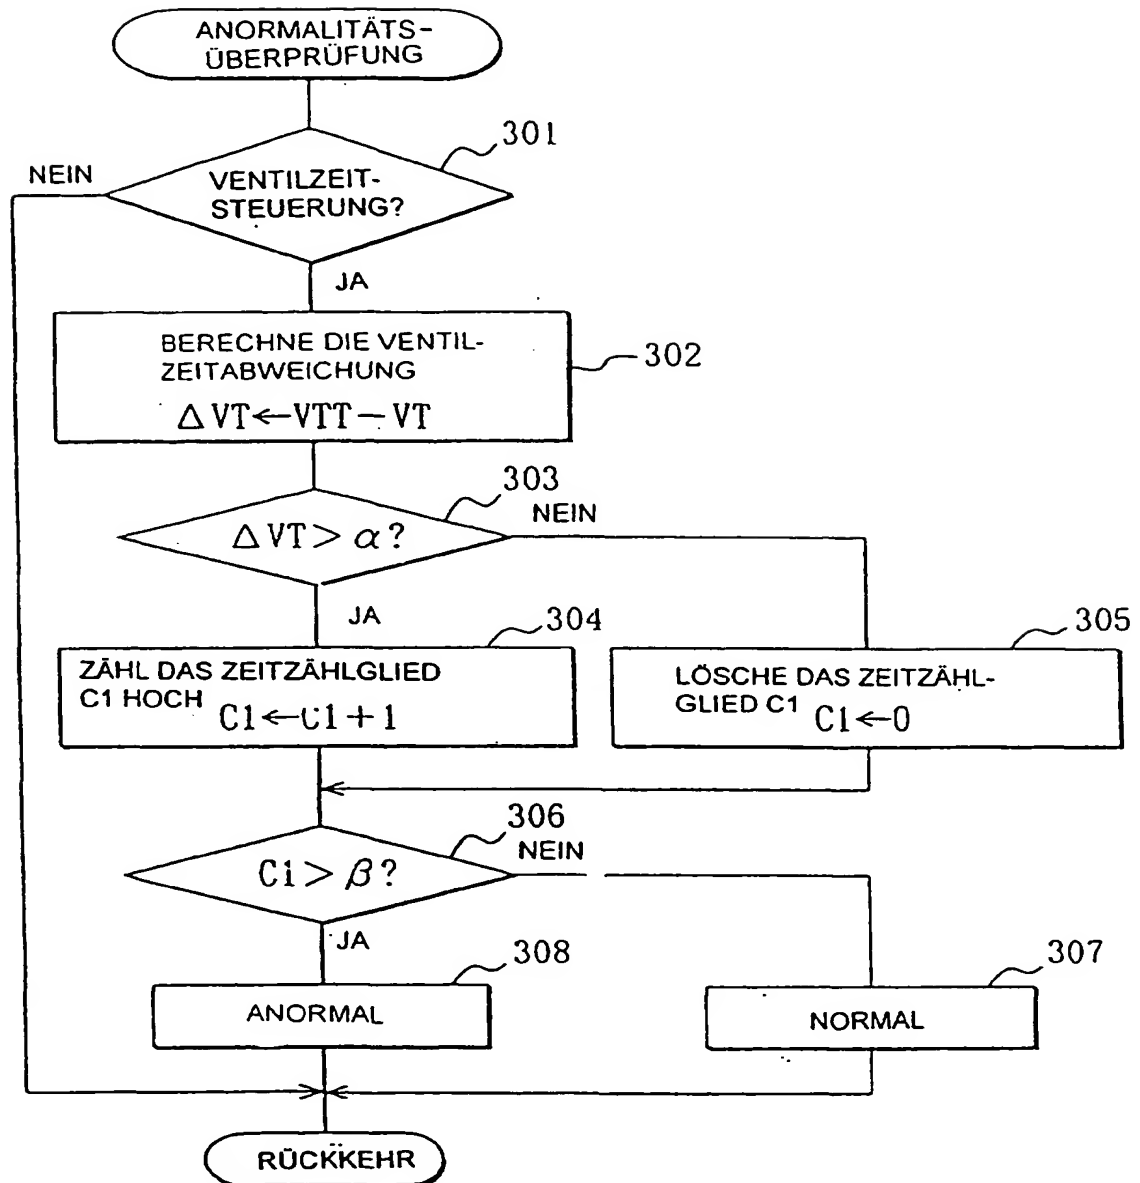 ANORMALITÄTS-
ÜBERPRÜFUNG
301
NEIN
VENTILZEIT-
STEUERUNG?
JA
BERECHNE DIE VENTIL-
ZEITABWEICHUNG
302
△ VT←VTT－VT
303
NEIN
△ VT＞α?
JA
304
305
ZÄHL DAS ZEITZÄHLGLIED
C1 HOCH
C1←C1＋1
LÖSCHE DAS ZEITZÄHL-
GLIED C1
C1←0
306
NEIN
C1＞β?
JA
308
307
ANORMAL
NORMAL
RÜCKKEHR